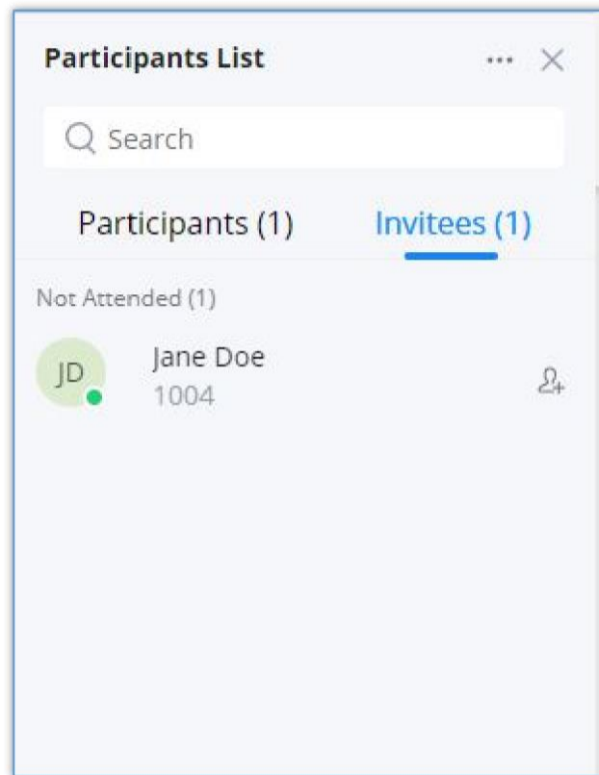 Participants List
Search
Participants (1)
Invitees (1)
Not Attended (1)
JD
Jane Doe
1004